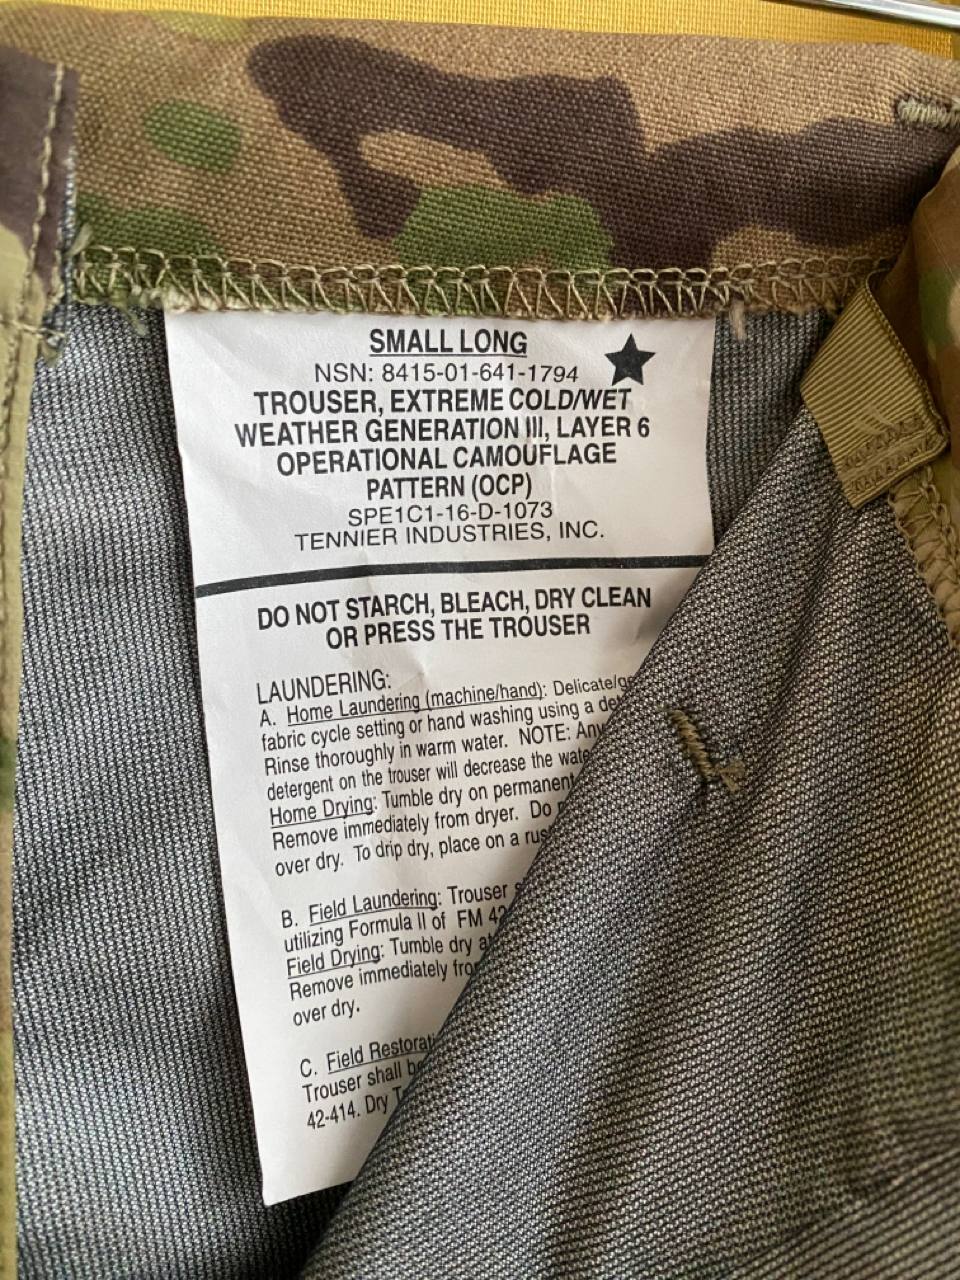 SMALL LONG
NSN: 8415-01-641-1794
TROUSER, EXTREME COLD/WET
WEATHER GENERATION III, LAYER 6
OPERATIONAL CAMOUFLAGE
PATTERN (OCP)
SPE1C1-16-D-1073
TENNIER INDUSTRIES, INC.
DO NOT STARCH, BLEACH, DRY CLEAN
OR PRESS THE TROUSER
LAUNDERING:
A. Home Laundering (machine/hand): Delicate/
fabric cycle setting or hand washing using a
Rinse thoroughly in warm water. NOTE: Any
detergent on the trouser will decrease the
Home Drying: Tumble dry on permanent
Remove immediately from dryer. Do
over dry. To drip dry, place on a
B. Field Laundering: Trouser
utilizing Formula II of FM
Field Drying: Tumble dry
Remove immediately
over dry.
C. Field
Trouser shall
42-414. Dry